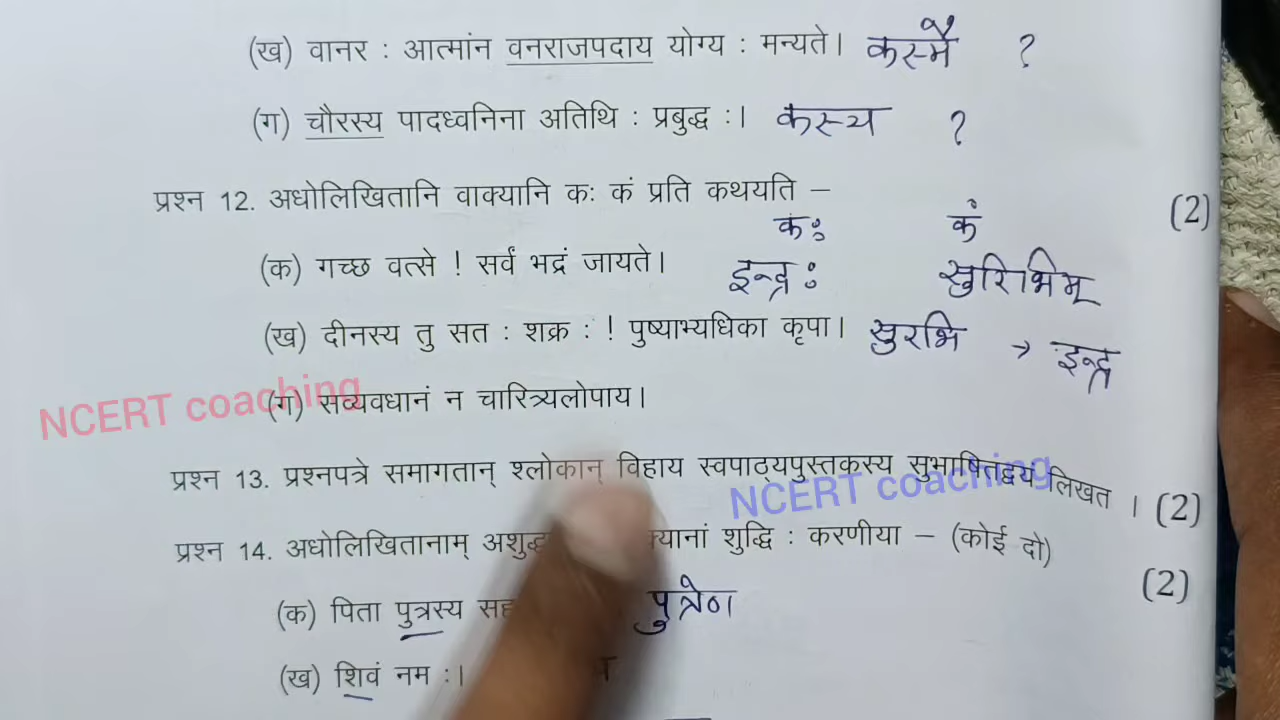 (ख) वानर : आत्मांन वनराजपदाय योग्य : मन्यते। कस्मै ?
(ग) चौरस्य पादध्वनिना अतिथि : प्रबुद्ध :। कस्य ?
प्रश्न 12. अधोलिखितानि वाक्यानि कः कं प्रति कथयति – (2)
कः कं
(क) गच्छ वत्से ! सर्वं भद्रं जायते। इन्द्रः सुरिभिम्
(ख) दीनस्य तु सत : शक्र : ! पुष्याभ्यधिका कृपा। सुरभि → इन्द्र
(ग) सव्यवधानं न चारित्र्यलोपाय।
NCERT coaching
प्रश्न 13. प्रश्नपत्रे समागतान् श्लोकान् विहाय स्वपाठ्यपुस्तकस्य सुभाषितद्वयं लिखत । (2)
NCERT coaching
प्रश्न 14. अधोलिखितानाम् शुद्धि : करणीया – (कोई दो) (2)
(क) पिता पुत्रस्य पुत्रेण
(ख) शिवं नम :।